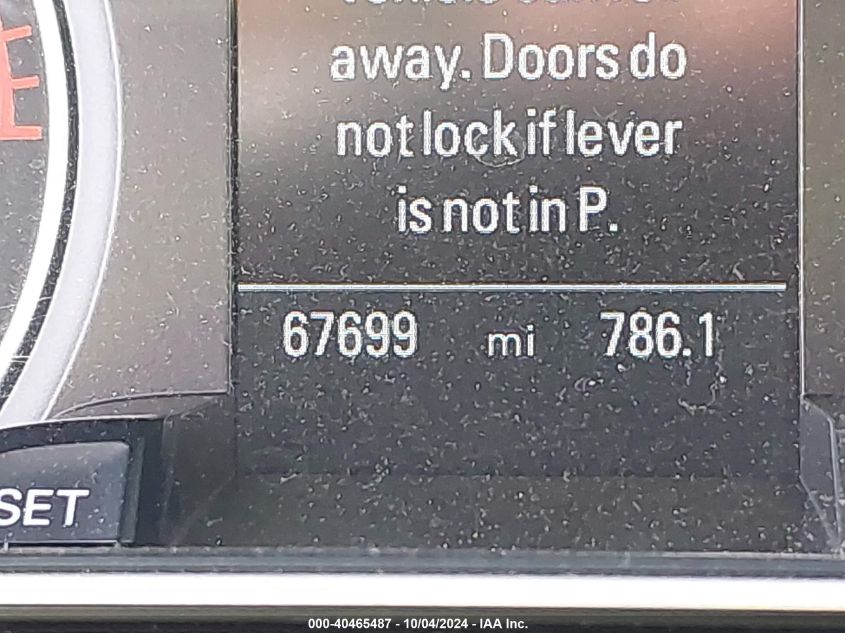 away. Doors do
not lock if lever
is not in P.
67699 mi 786.1
SET
000-40465487 - 10/04/2024 - IAA Inc.